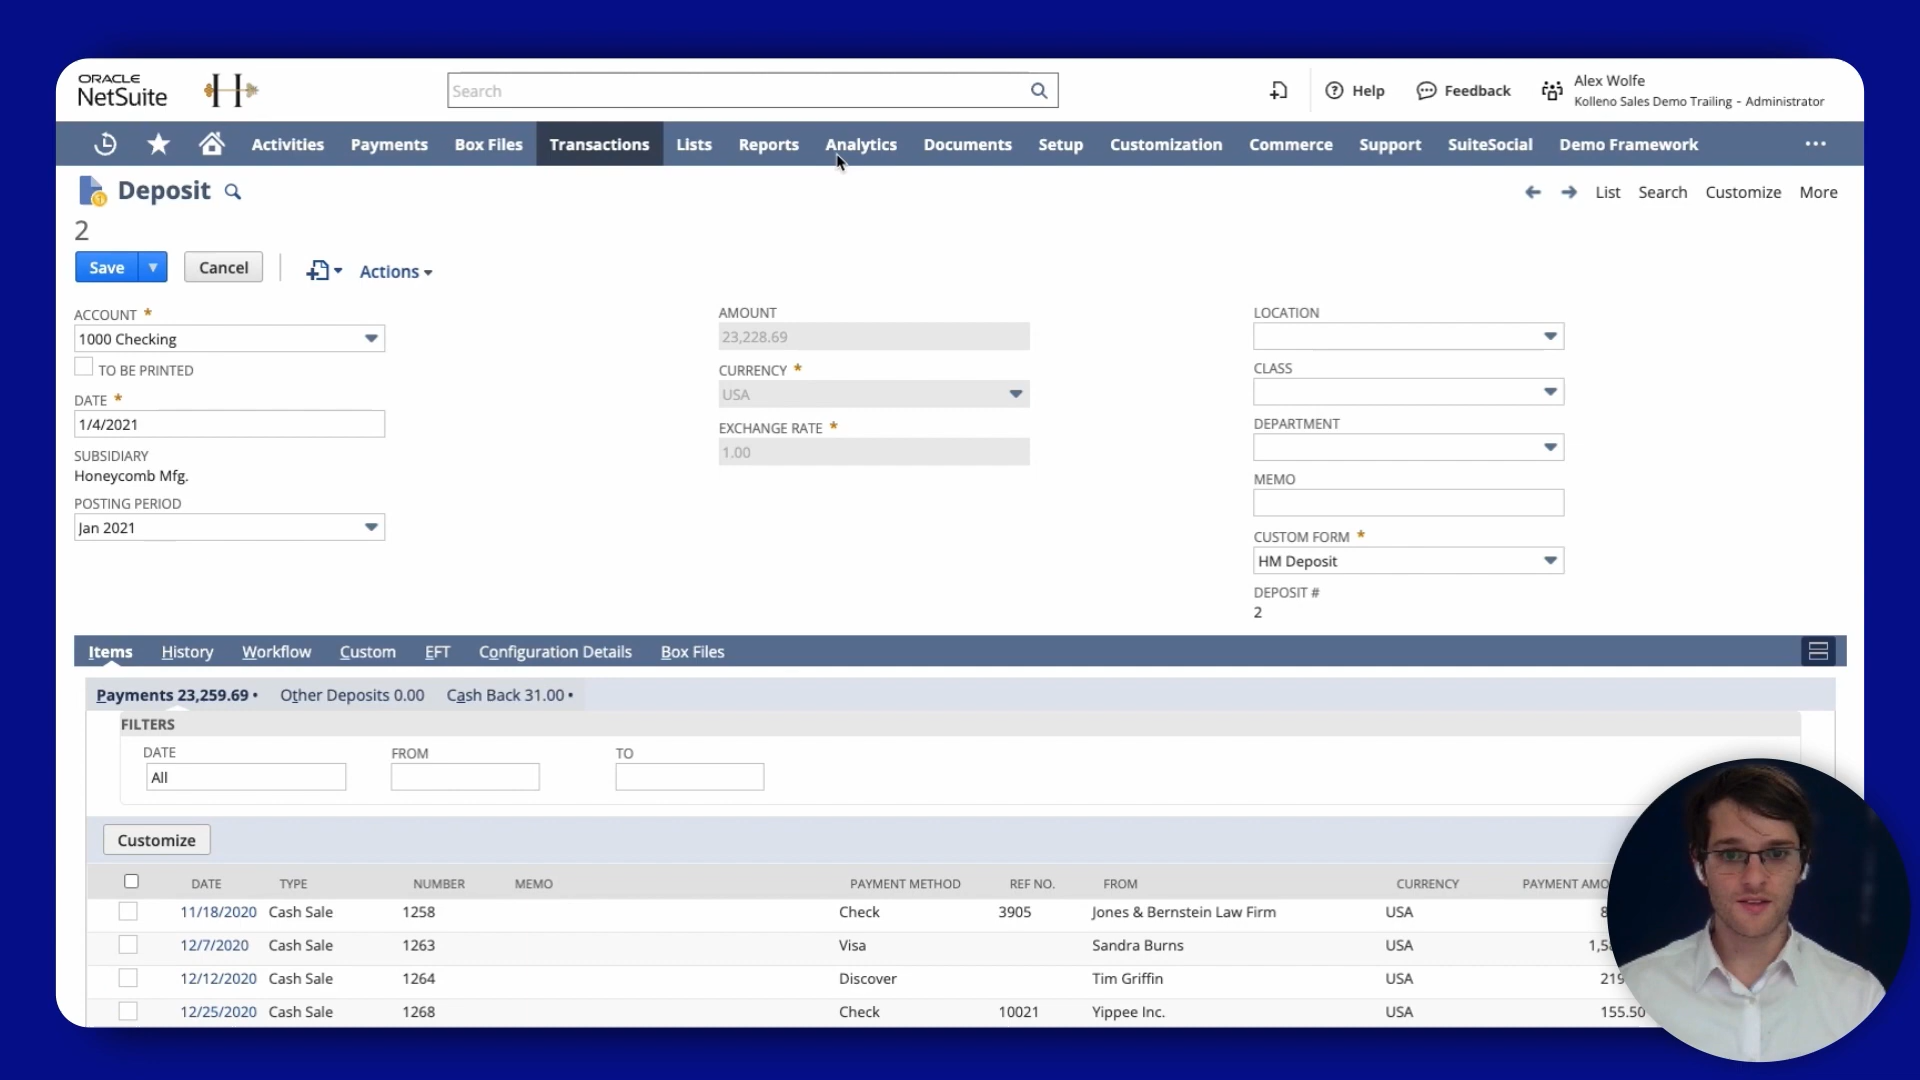 ORACLE
NetSuite
H
Search
Help
Feedback
Alex Wolfe
Kolleno Sales Demo Trailing - Administrator
Activities Payments Box Files Transactions Lists Reports Analytics Documents Setup Customization Commerce Support SuiteSocial Demo Framework
Deposit
List Search Customize More
2
Save Cancel Actions
ACCOUNT *
1000 Checking
TO BE PRINTED
DATE *
1/4/2021
SUBSIDIARY
Honeycomb Mfg.
POSTING PERIOD
Jan 2021
AMOUNT
23,228.69
CURRENCY *
USA
EXCHANGE RATE *
1.00
LOCATION
CLASS
DEPARTMENT
MEMO
CUSTOM FORM *
HM Deposit
DEPOSIT #
2
Items History Workflow Custom EFT Configuration Details Box Files
Payments 23,259.69 • Other Deposits 0.00 Cash Back 31.00 •
FILTERS
DATE FROM TO
All
Customize
DATE TYPE NUMBER MEMO PAYMENT METHOD REF NO. FROM CURRENCY PAYMENT
11/18/2020 Cash Sale 1258 Check 3905 Jones & Bernstein Law Firm USA
12/7/2020 Cash Sale 1263 Visa Sandra Burns USA
12/12/2020 Cash Sale 1264 Discover Tim Griffin USA
12/25/2020 Cash Sale 1268 Check 10021 Yippee Inc. USA 155.50